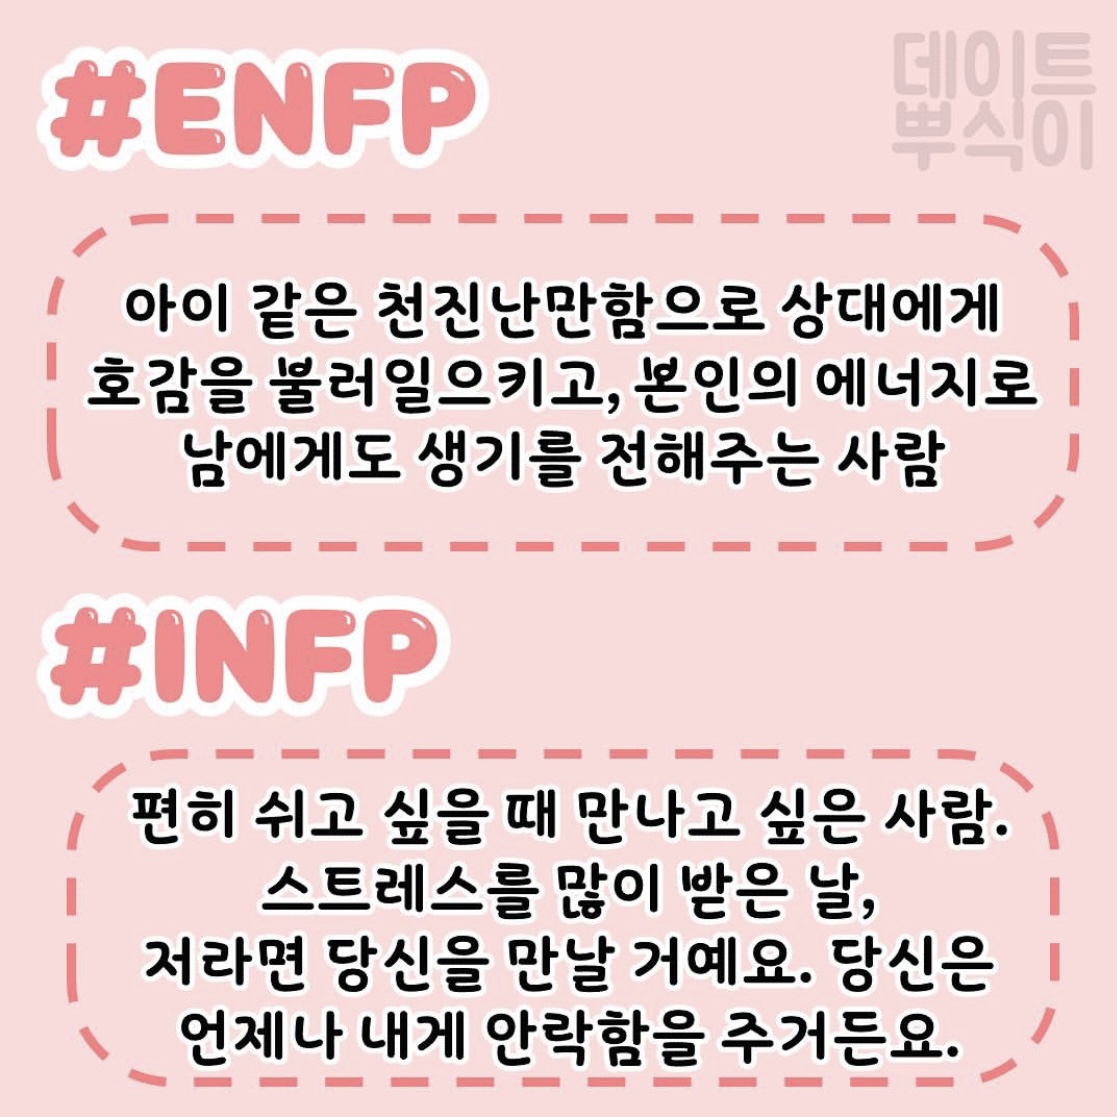 #ENFP
데이트
뿌식이
아이 같은 천진난만함으로 상대에게
호감을 불러일으키고, 본인의 에너지로
남에게도 생기를 전해주는 사람
#INFP
편히 쉬고 싶을 때 만나고 싶은 사람.
스트레스를 많이 받은 날,
저라면 당신을 만날 거예요. 당신은
언제나 내게 안락함을 주거든요.